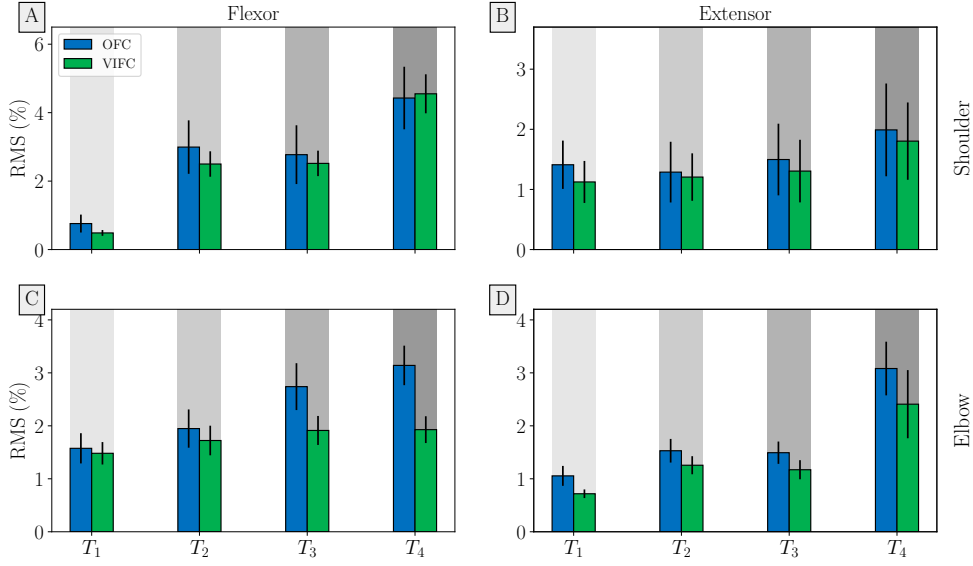 Flexor
Extensor
A
B
OFC
VIFC
RMS (%)
6
4
2
0
3
2
1
0
Shoulder
C
D
RMS (%)
4
3
2
1
0
4
3
2
1
0
Elbow
T1 T2 T3 T4
T1 T2 T3 T4